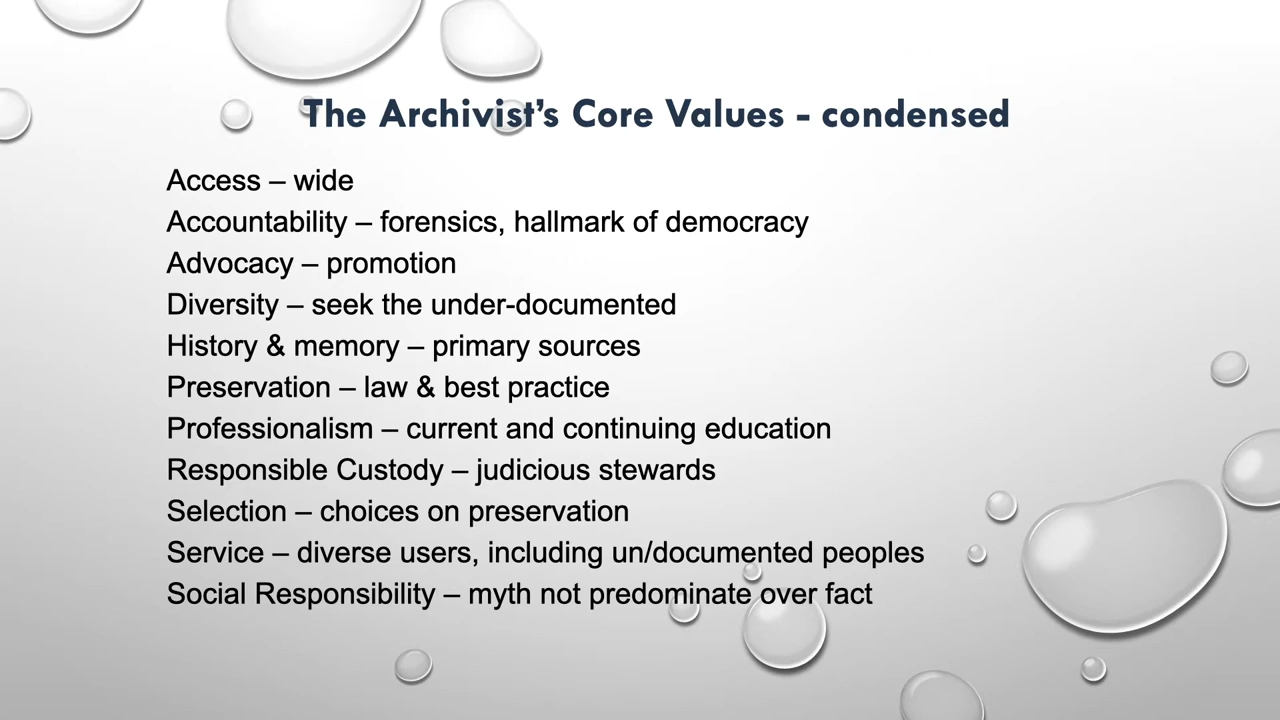 The Archivist’s Core Values - condensed
Access – wide
Accountability – forensics, hallmark of democracy
Advocacy – promotion
Diversity – seek the under-documented
History & memory – primary sources
Preservation – law & best practice
Professionalism – current and continuing education
Responsible Custody – judicious stewards
Selection – choices on preservation
Service – diverse users, including un/documented peoples
Social Responsibility – myth not predominate over fact